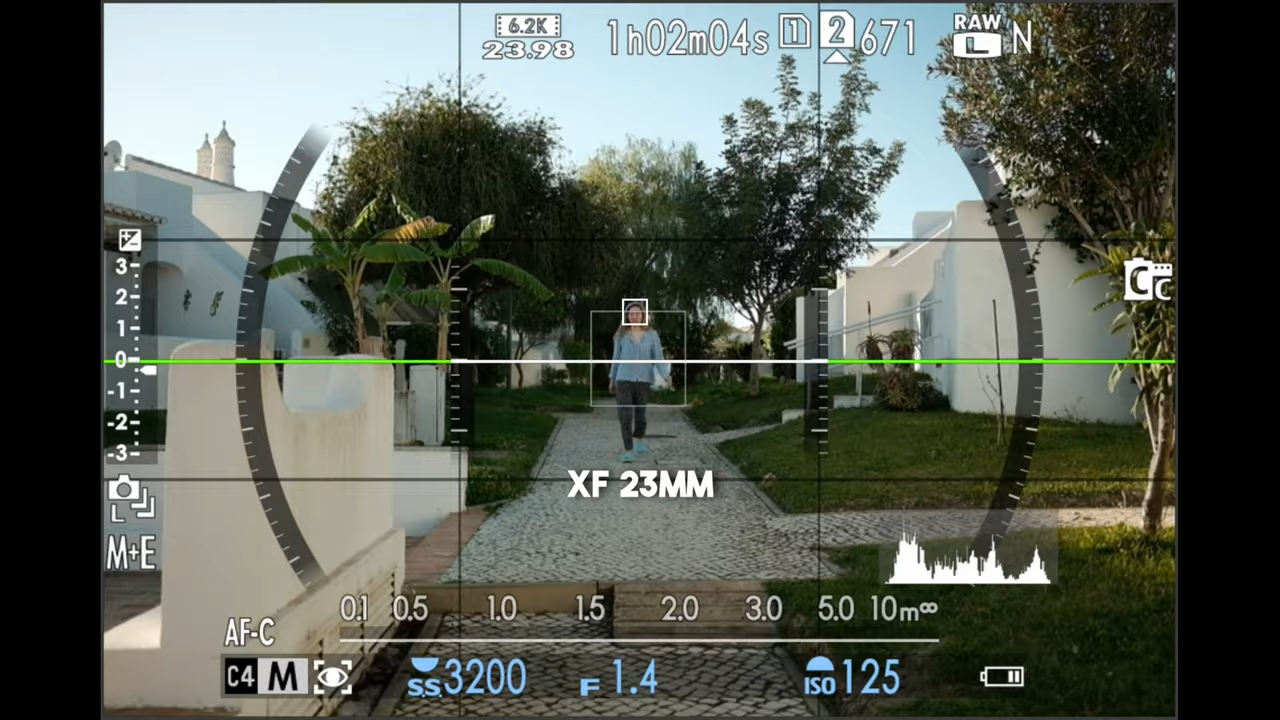 6.2K
23.98
1h02m04s
1
2
671
RAW
L
N
3
2
1
0
-1
-2
-3
C
C
L
M+E
XF 23MM
0.1 0.5 1.0 1.5 2.0 3.0 5.0 10m∞
AF-C
C4 M
S.S. 3200
F 1.4
ISO 125